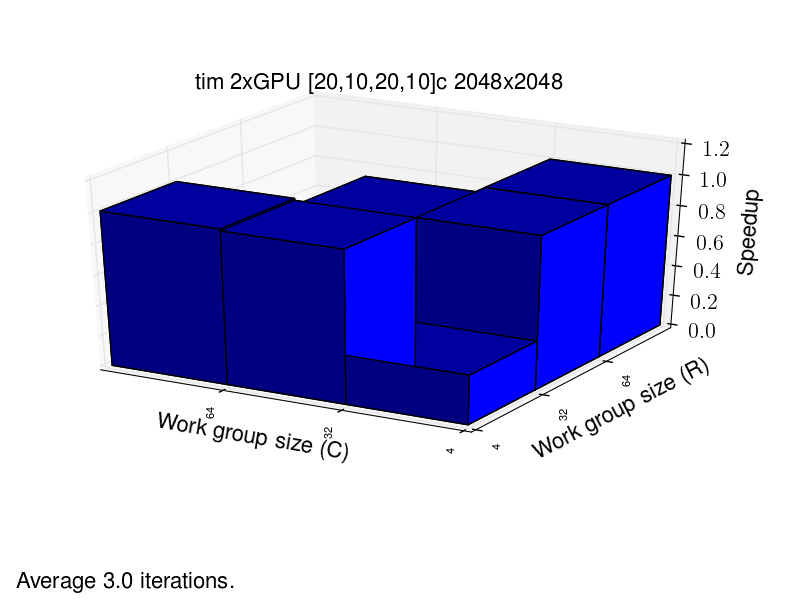 tim 2xGPU [20,10,20,10]c 2048x2048
1.2
1.0
0.8
0.6
0.4
0.2
0.0
Speedup
64
32
4
Work group size (C)
4
32
64
Work group size (R)
Average 3.0 iterations.